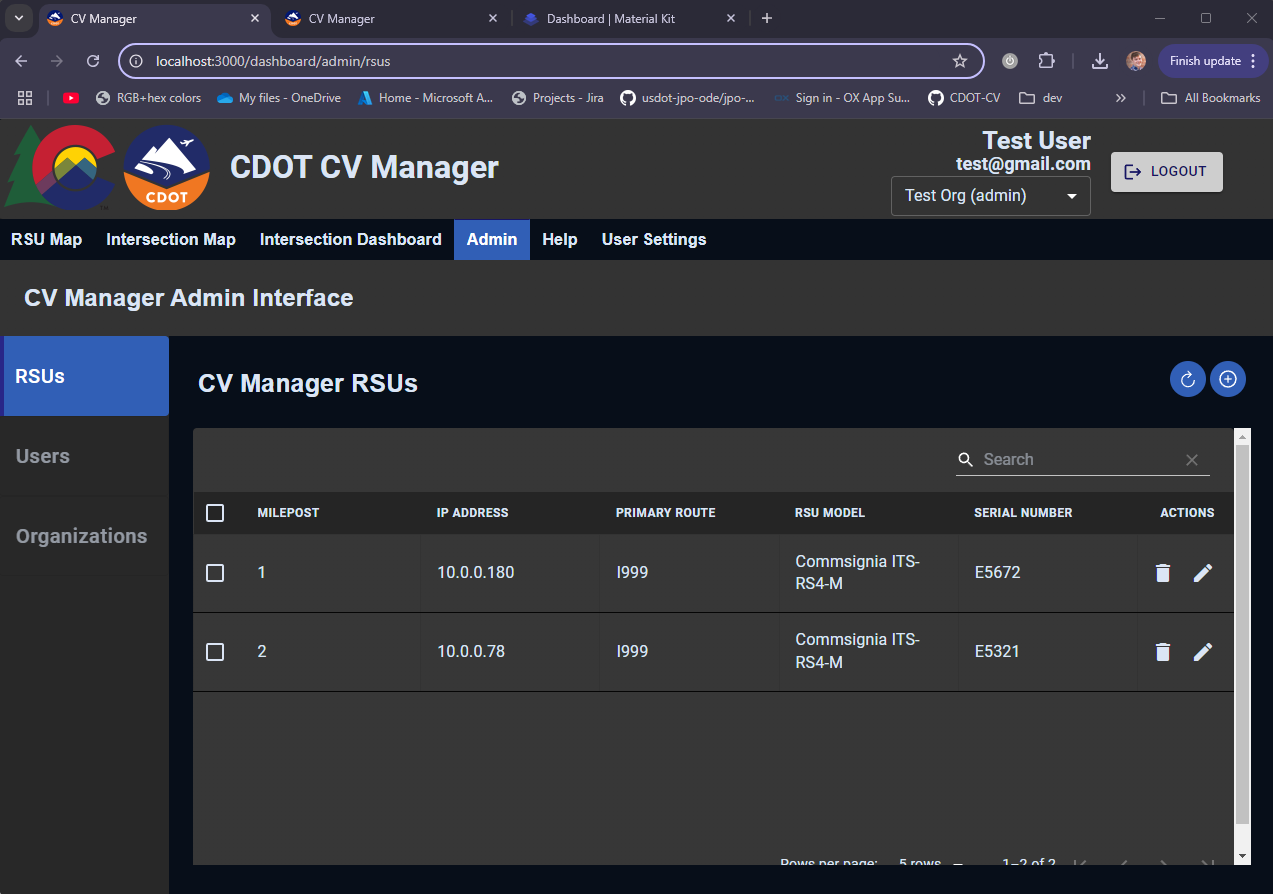 CV Manager
CV Manager
Dashboard | Material Kit
localhost:3000/dashboard/admin/rsus
Finish update
RGB+hex colors
My files - OneDrive
Home - Microsoft A...
Projects - Jira
usdot-jpo-ode/jpo-...
Sign in - OX App Su...
CDOT-CV
dev
All Bookmarks
CDOT
CDOT CV Manager
Test User
test@gmail.com
Test Org (admin)
LOGOUT
RSU Map Intersection Map Intersection Dashboard Admin Help User Settings
CV Manager Admin Interface
RSUs
Users
Organizations
CV Manager RSUs
Search
MILEPOST IP ADDRESS PRIMARY ROUTE RSU MODEL SERIAL NUMBER ACTIONS
1 10.0.0.180 I999 Commsignia ITS-RS4-M E5672
2 10.0.0.78 I999 Commsignia ITS-RS4-M E5321
Rows per page: 5 rows 1–2 of 2